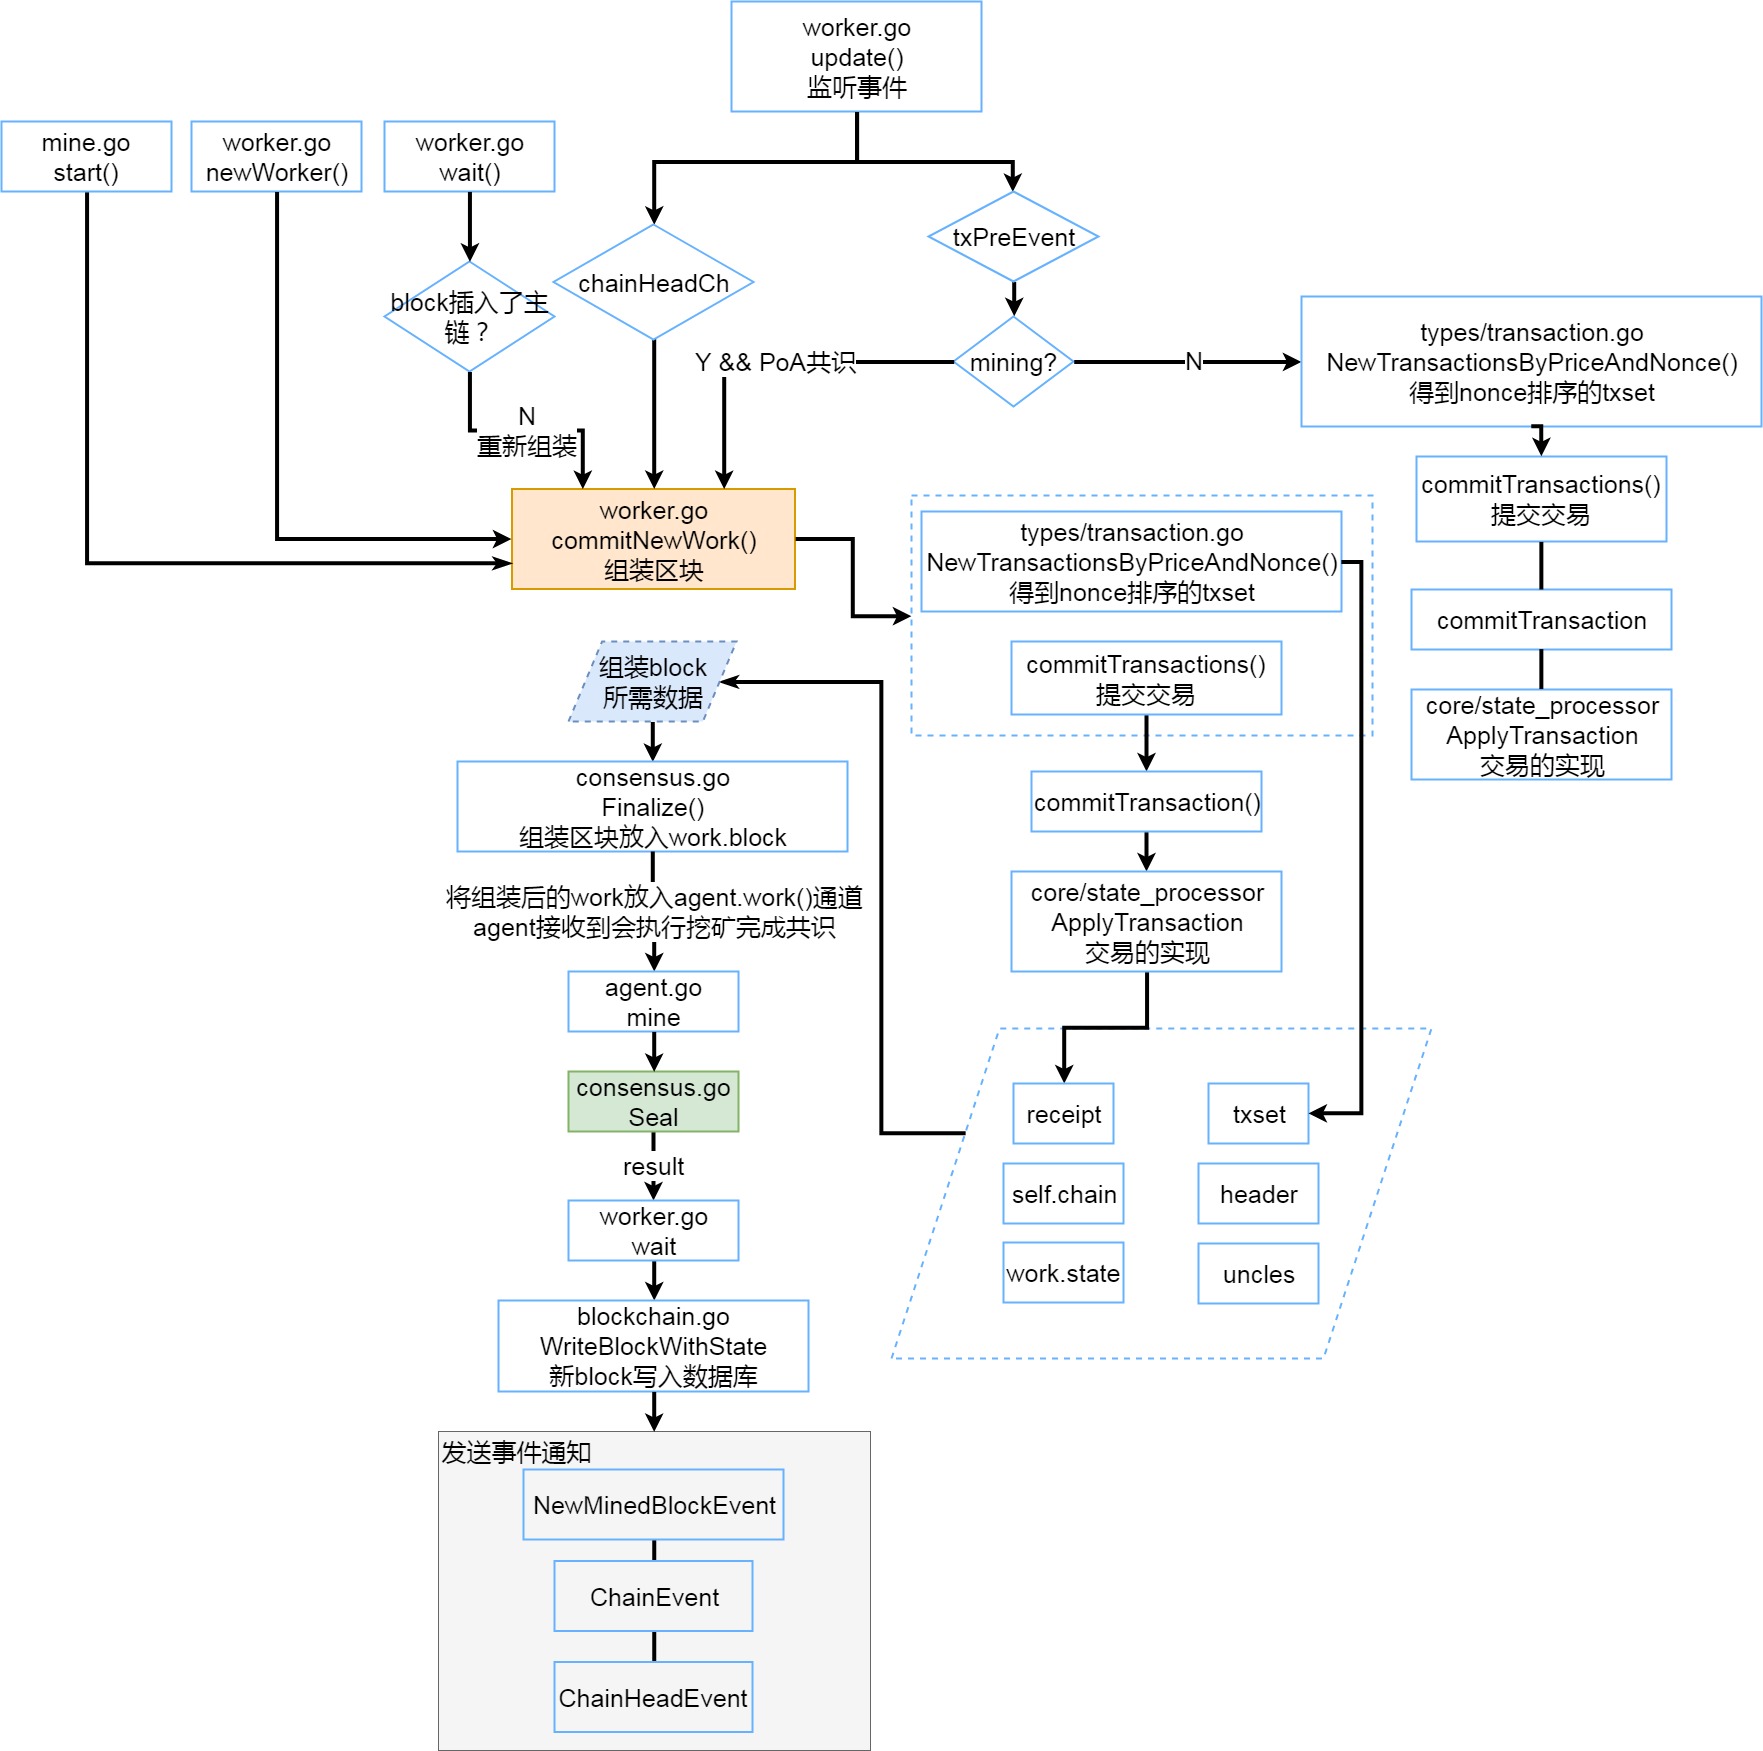 worker.go
update()
监听事件
mine.go
start()
worker.go
newWorker()
worker.go
wait()
block插入了主
链？
chainHeadCh
txPreEvent
mining?
Y && PoA共识
N
types/transaction.go
NewTransactionsByPriceAndNonce()
得到nonce排序的txset
N
重新组装
commitTransactions()
提交交易
commitTransaction
core/state_processor
ApplyTransaction
交易的实现
worker.go
commitNewWork()
组装区块
types/transaction.go
NewTransactionsByPriceAndNonce()
得到nonce排序的txset
commitTransactions()
提交交易
commitTransaction()
core/state_processor
ApplyTransaction
交易的实现
receipt
txset
self.chain
header
work.state
uncles
组装block
所需数据
consensus.go
Finalize()
组装区块放入work.block
将组装后的work放入agent.work()通道
agent接收到会执行挖矿完成共识
agent.go
mine
consensus.go
Seal
result
worker.go
wait
blockchain.go
WriteBlockWithState
新block写入数据库
发送事件通知
NewMinedBlockEvent
ChainEvent
ChainHeadEvent